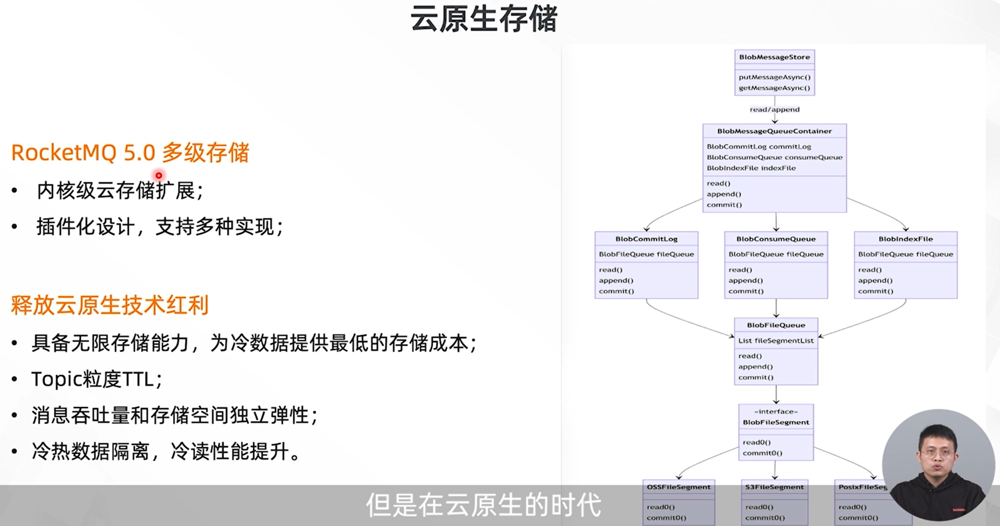 云原生存储
RocketMQ 5.0 多级存储
• 内核级云存储扩展；
• 插件化设计，支持多种实现；
释放云原生技术红利
• 具备无限存储能力，为冷数据提供最低的存储成本；
• Topic粒度TTL；
• 消息吞吐量和存储空间独立弹性；
• 冷热数据隔离，冷读性能提升。
BlobMessageStore
putMessageAsync()
getMessageAsync()
read/append
BlobMessageQueueContainer
BlobCommitLog commitLog
BlobConsumeQueue consumeQueue
BlobIndexFile indexFile
read()
append()
commit()
BlobCommitLog
BlobFileQueue fileQueue
read()
append()
commit()
BlobConsumeQueue
BlobFileQueue fileQueue
read()
append()
commit()
BlobIndexFile
BlobFileQueue fileQueue
read()
append()
commit()
BlobFileQueue
List fileSegmentList
read()
append()
commit()
«interface»
BlobFileSegment
read0()
commit0()
OSSFileSegment
read0()
commit0()
S3FileSegment
read0()
commit0()
PosixFileSeg
read0()
commit0()
但是在云原生的时代